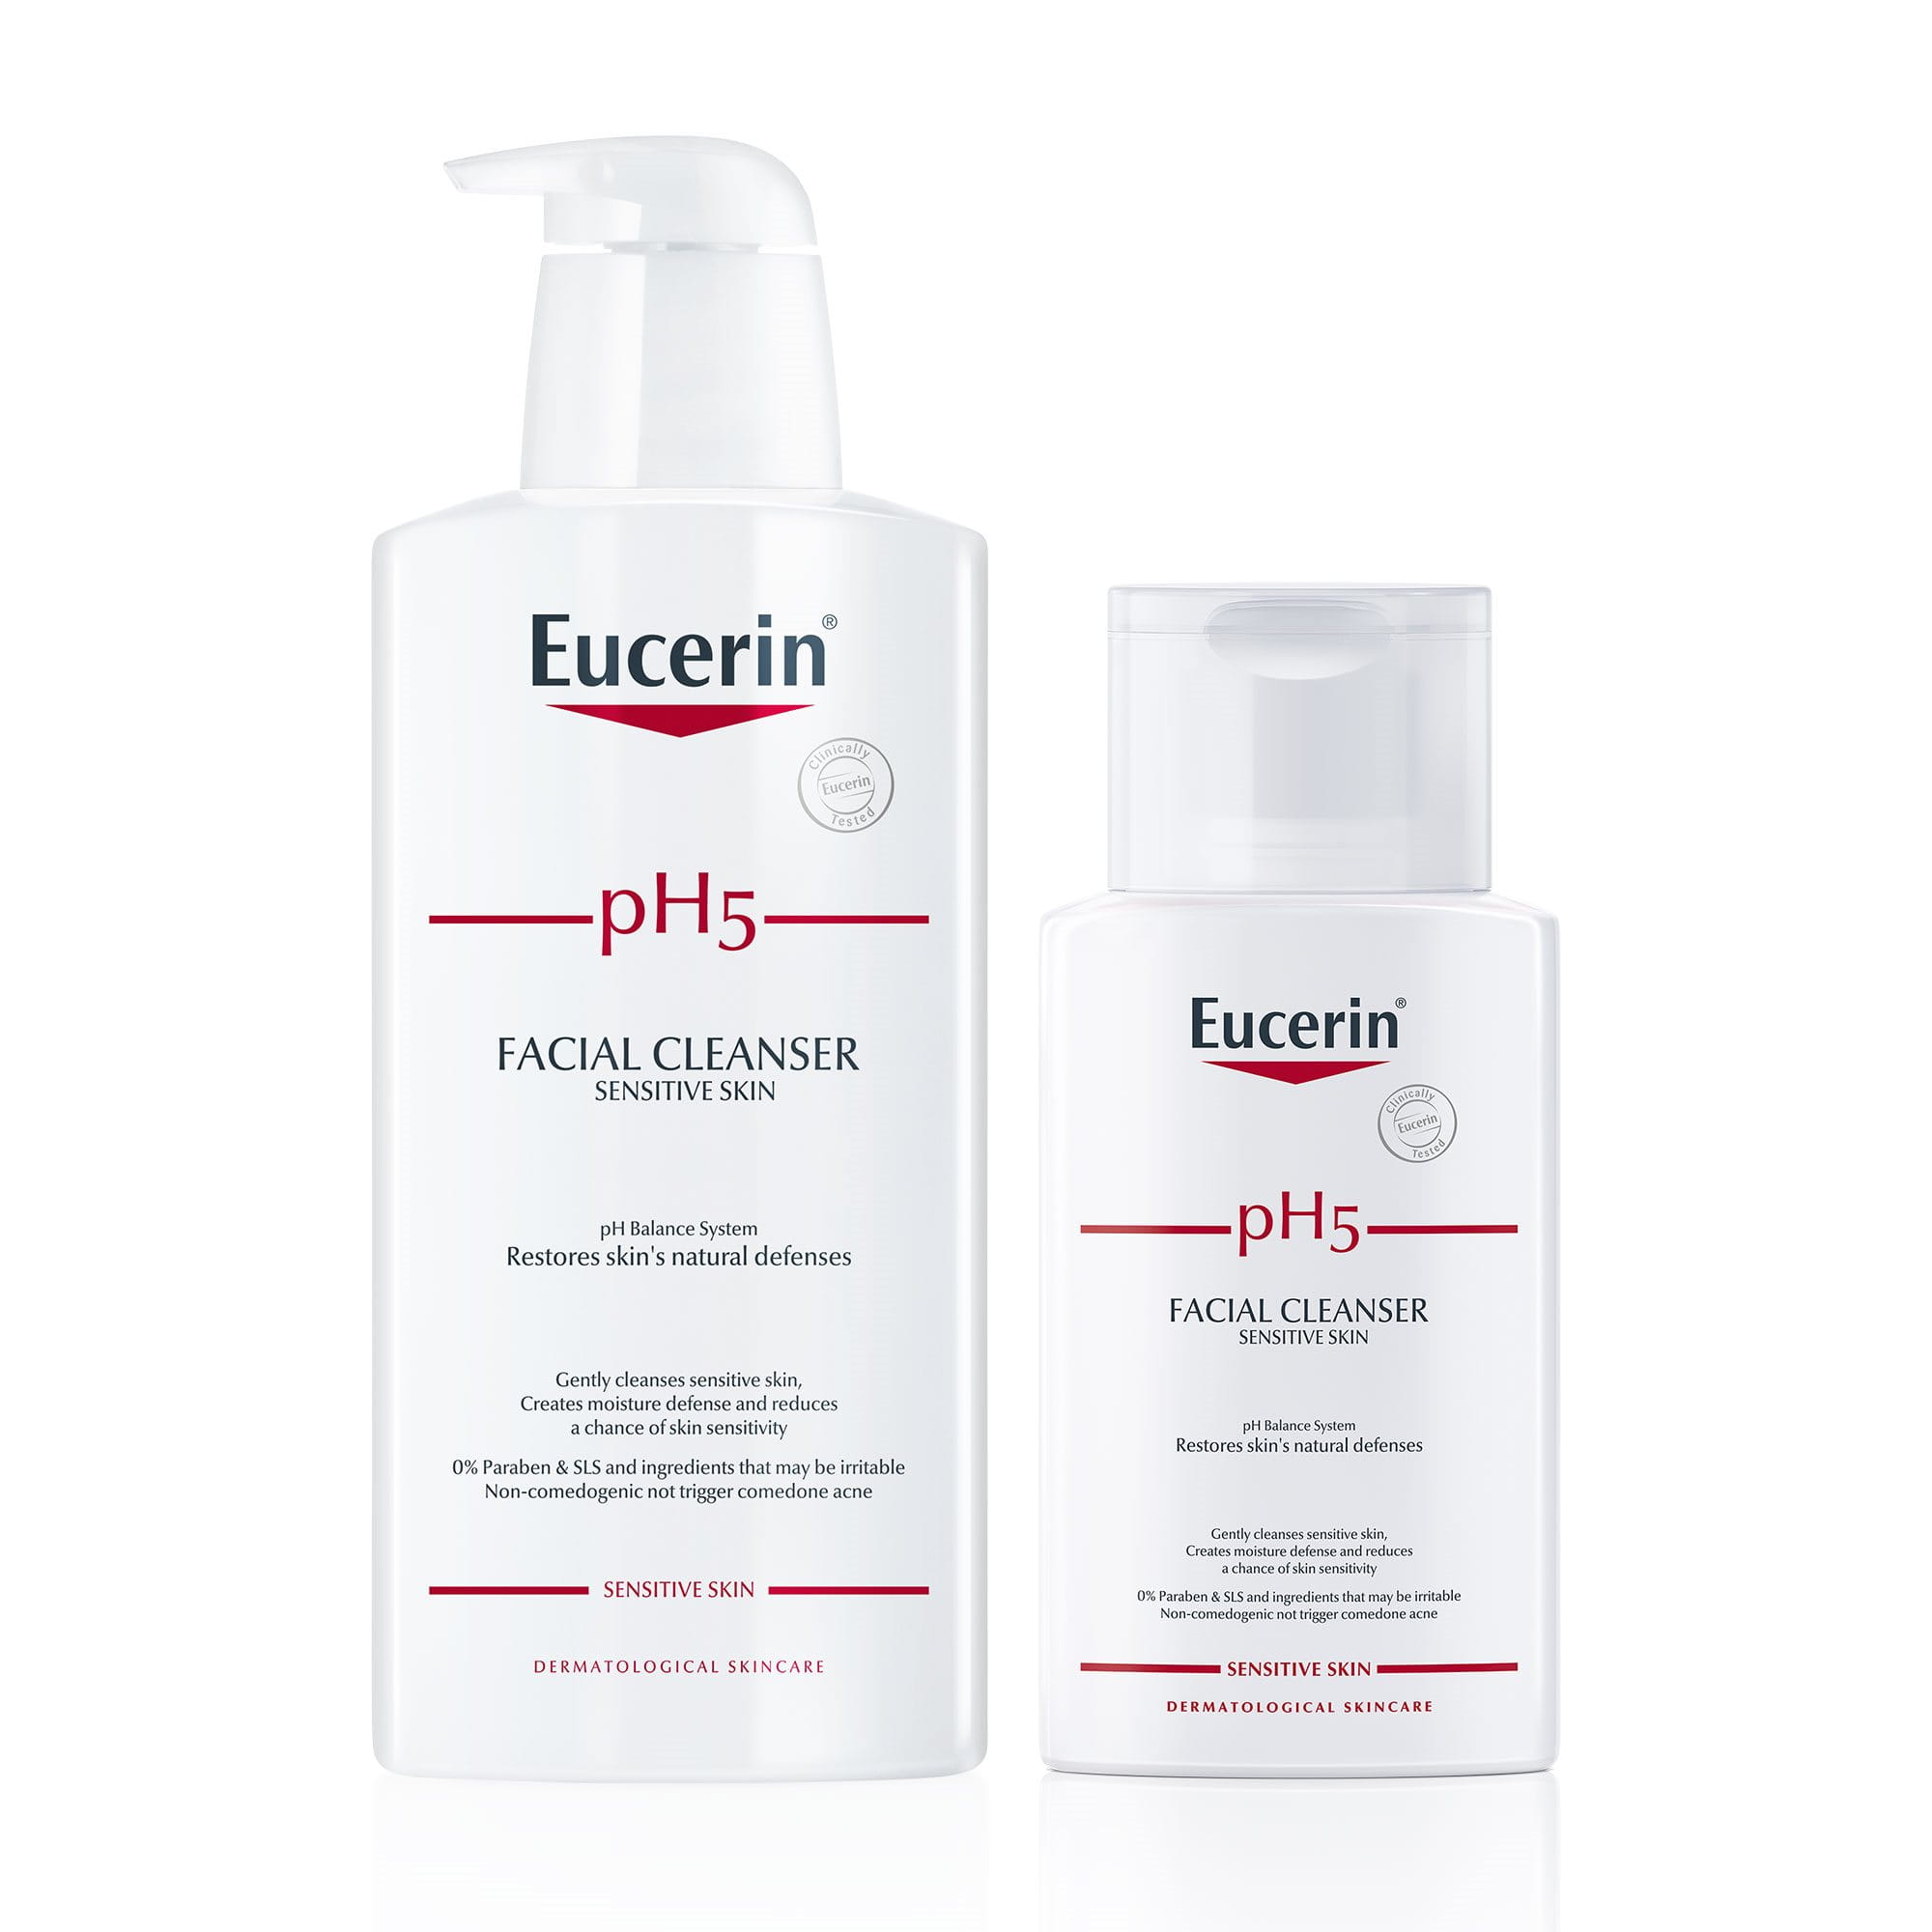 Eucerin®
Clinically
Eucerin
Tested
pH5
FACIAL CLEANSER
SENSITIVE SKIN
pH Balance System
Restores skin's natural defenses
Gently cleanses sensitive skin,
Creates moisture defense and reduces
a chance of skin sensitivity
0% Paraben & SLS and ingredients that may be irritable
Non-comedogenic not trigger comedone acne
SENSITIVE SKIN
DERMATOLOGICAL SKINCARE
Eucerin®
Clinically
Eucerin
Tested
pH5
FACIAL CLEANSER
SENSITIVE SKIN
pH Balance System
Restores skin's natural defenses
Gently cleanses sensitive skin,
Creates moisture defense and reduces
a chance of skin sensitivity
0% Paraben & SLS and ingredients that may be irritable
Non-comedogenic not trigger comedone acne
SENSITIVE SKIN
DERMATOLOGICAL SKINCARE